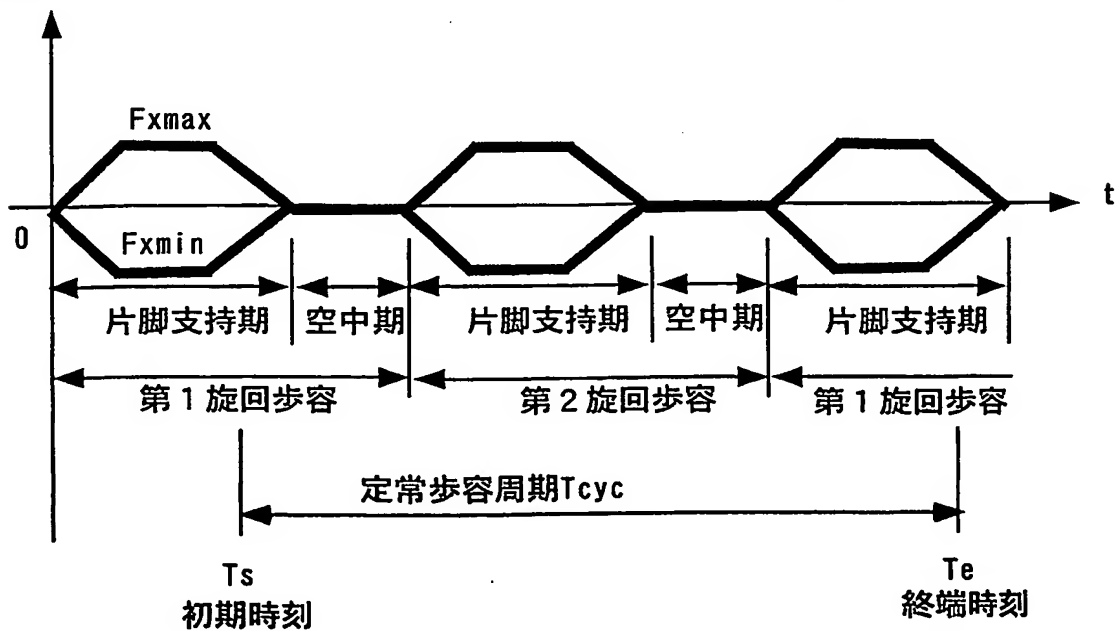 Fxmax
t
0
Fxmin
片脚支持期 空中期 片脚支持期 空中期 片脚支持期
第1旋回歩容 第2旋回歩容 第1旋回歩容
定常歩容周期Tcyc
Ts Te
初期時刻 終端時刻